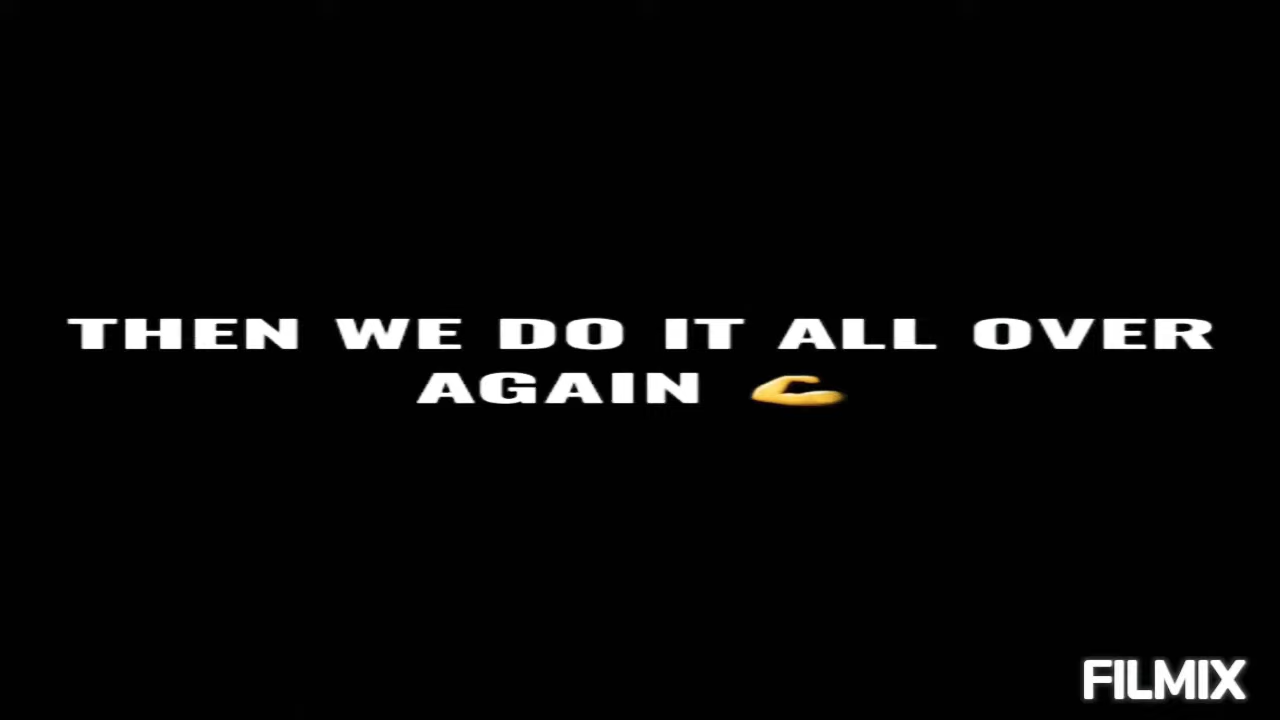 THEN WE DO IT ALL OVER
AGAIN 💪
FILMIX